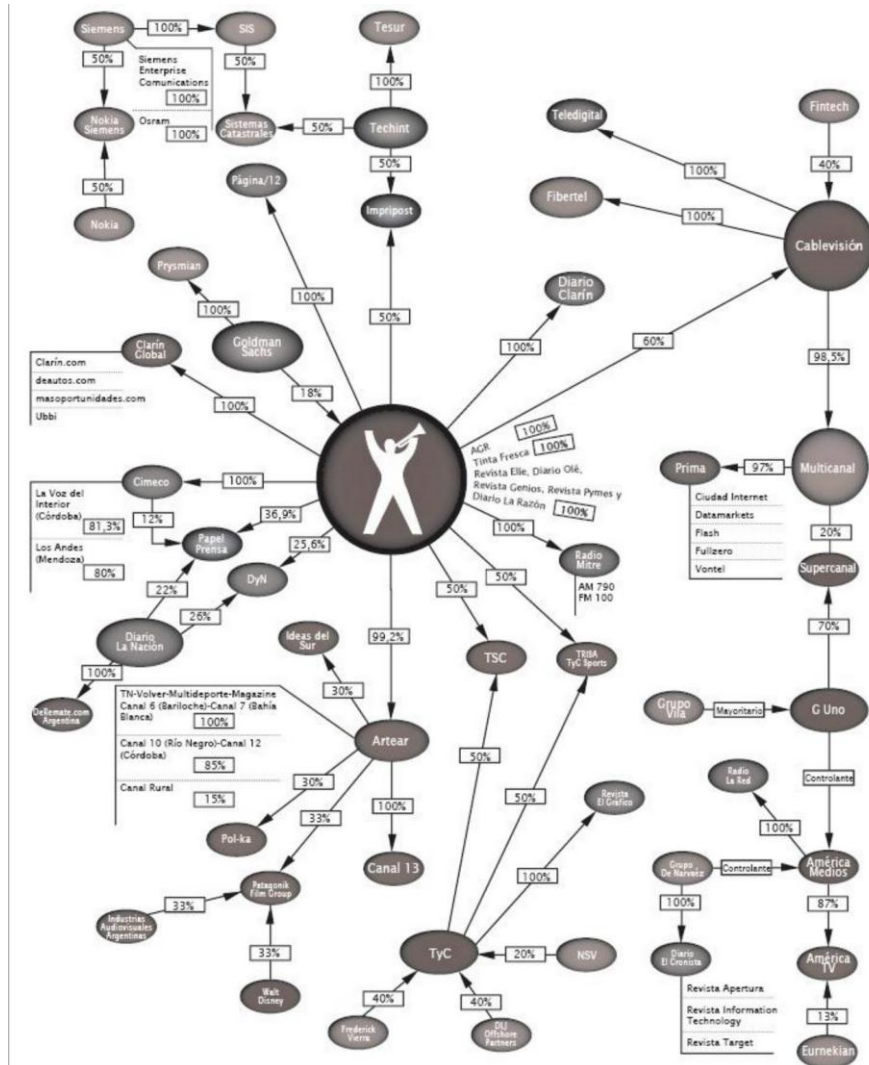 Siemens
100%
SIS
Tesur
50%
Siemens
Enterprise
Comunications
100%
50%
100%
Osram
100%
Nokia
Siemens
Sistemas
Catastrales
50%
Techint
50%
Nokia
50%
Página/12
Impripost
Teledigital
Fintech
40%
100%
Fibertel
100%
Cablevisión
Prysmian
100%
Goldman
Sachs
18%
100%
50%
Diario
Clarín
100%
60%
98,5%
Clarín
Global
100%
Clarín.com
deautos.com
masoportunidades.com
Ubbi
AGR
100%
Tinta Fresca
100%
Revista Elle, Diario Olé,
Revista Genios, Revista Pymes y
Diario La Razón
100%
Prima
97%
Multicanal
Ciudad Internet
Datamarkets
Flash
Fullzero
Vontel
20%
Supercanal
70%
Cimeco
100%
La Voz del
Interior
(Córdoba)
81,3%
Los Andes
(Mendoza)
80%
12%
36,9%
Papel
Prensa
25,6%
DyN
22%
26%
Diario
La Nación
100%
DeRemate.com
Argentina
100%
Radio
Mitre
AM 790
FM 100
50%
50%
TSC
TRISA
TyC Sports
99,2%
Ideas del
Sur
30%
TN-Volver-Multideporte-Magazine
Canal 6 (Bariloche)-Canal 7 (Bahía
Blanca)
100%
Canal 10 (Río Negro)-Canal 12
(Córdoba)
85%
Canal Rural
15%
Artear
30%
33%
100%
Pol-ka
Canal 13
Patagonik
Film Group
Industrias
Audiovisuales
Argentinas
33%
33%
Walt
Disney
50%
50%
Revista
El Gráfico
100%
TyC
20%
NSV
40%
40%
Frederick
Vierra
DLJ
Offshore
Partners
Grupo
Vila
Mayoritario
G Uno
Controlante
Radio
La Red
100%
Grupo
De Narvaéz
Controlante
América
Medios
100%
87%
Diario
El Cronista
América
TV
Revista Apertura
Revista Information
Technology
Revista Target
13%
Eurnekian